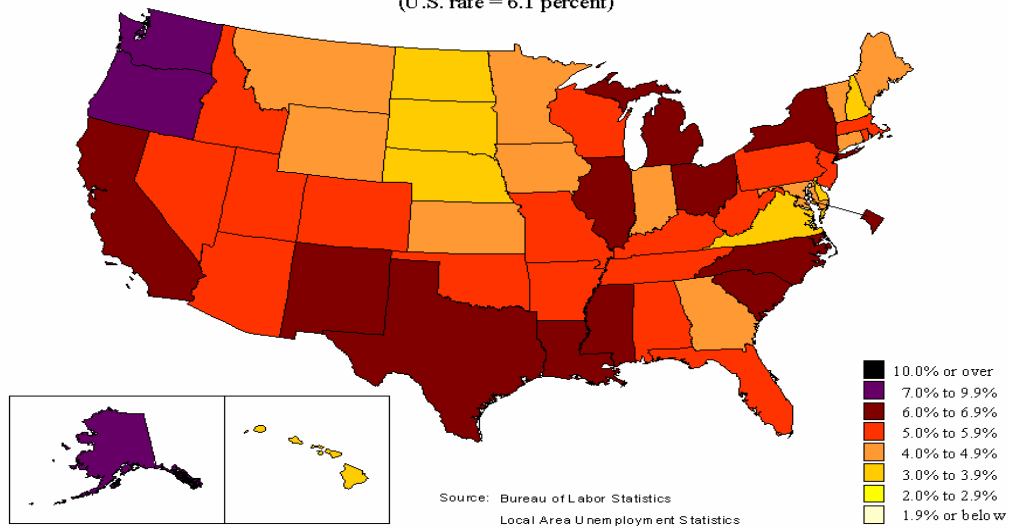 (U.S. rate = 6.1 percent)
10.0% or over
7.0% to 9.9%
6.0% to 6.9%
5.0% to 5.9%
4.0% to 4.9%
3.0% to 3.9%
2.0% to 2.9%
1.9% or below
Source: Bureau of Labor Statistics
Local Area Unemployment Statistics